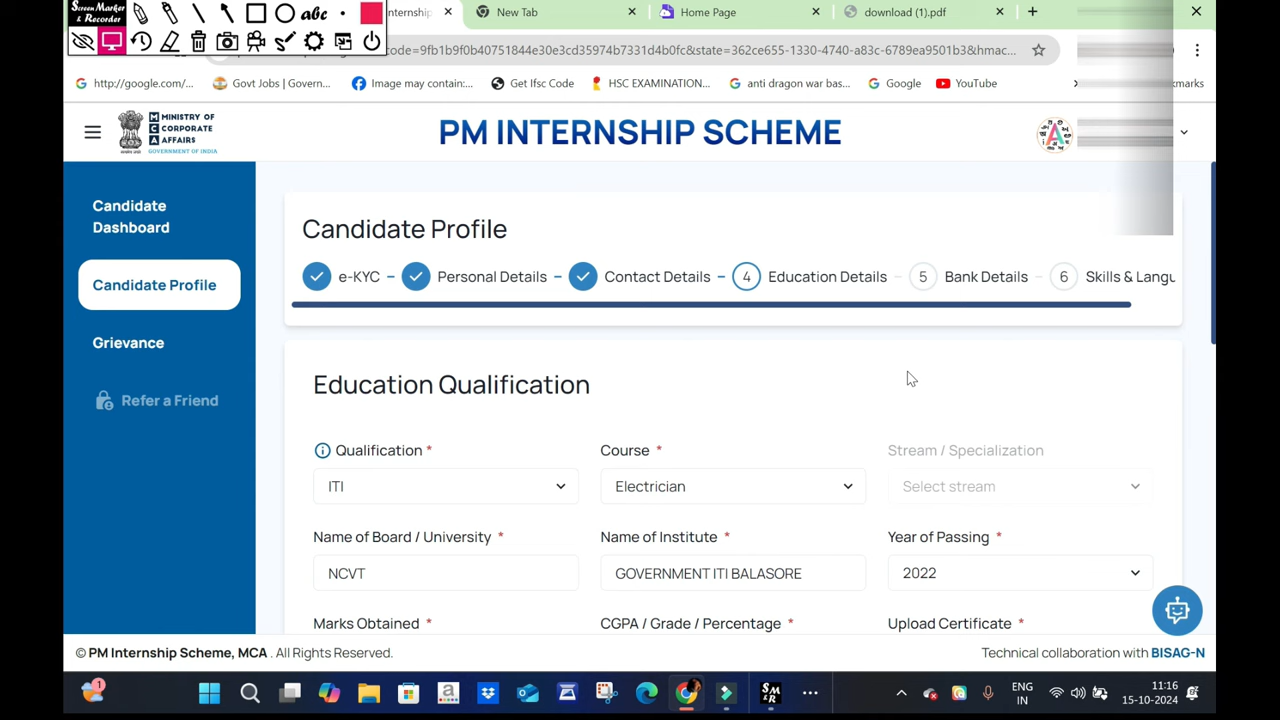 Screen Marker & Recorder
abc
nternship
New Tab
Home Page
download (1).pdf
code=9fb1b9f0b40751844e30e3cd35974b7331d4b0fc&state=362ce655-1330-4740-a83c-6789ea9501b3&hmac...
http://google.com/...
Govt Jobs | Govern...
Image may contain:...
Get Ifsc Code
HSC EXAMINATION...
anti dragon war bas...
Google
YouTube
kmarks
MINISTRY OF
CORPORATE
AFFAIRS
GOVERNMENT OF INDIA
PM INTERNSHIP SCHEME
Candidate
Dashboard
Candidate Profile
Grievance
Refer a Friend
Candidate Profile
e-KYC
Personal Details
Contact Details
4 Education Details
5 Bank Details
6 Skills & Langu
Education Qualification
Qualification *
Course *
Stream / Specialization
ITI
Electrician
Select stream
Name of Board / University *
Name of Institute *
Year of Passing *
NCVT
GOVERNMENT ITI BALASORE
2022
Marks Obtained *
CGPA / Grade / Percentage *
Upload Certificate *
© PM Internship Scheme, MCA . All Rights Reserved.
Technical collaboration with BISAG-N
1
ENG
IN
11:16
15-10-2024